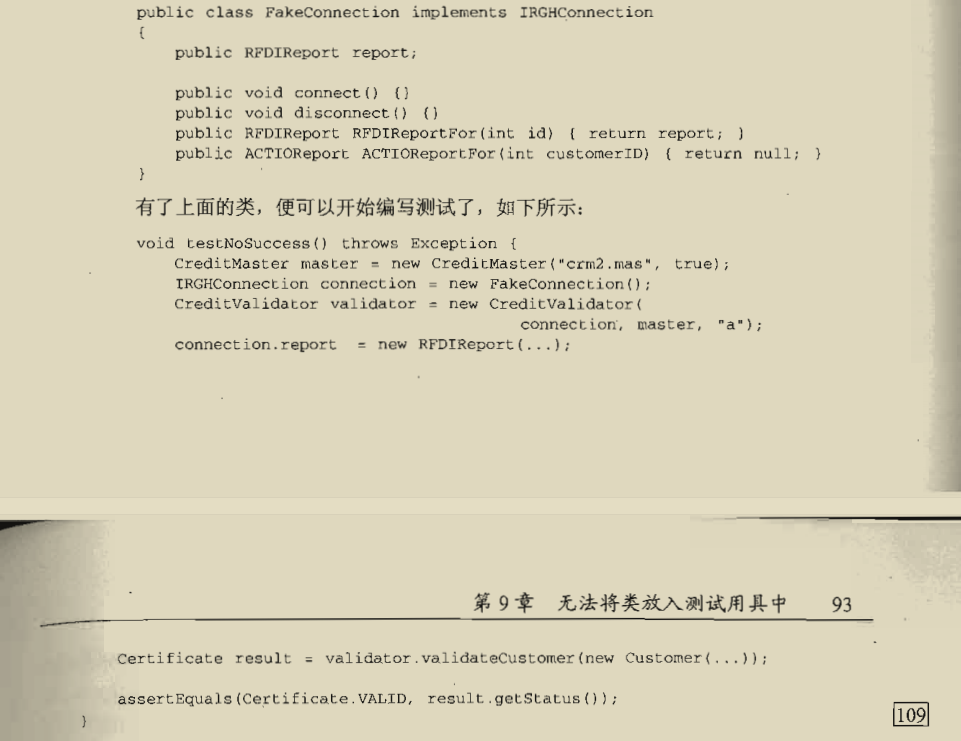 public class FakeConnection implements IRGHConnection
{
    public RFDIReport report;
    public void connect() {}
    public void disconnect() {}
    public RFDIReport RFDIReportFor(int id) { return report; }
    public ACTIOReport ACTIOReportFor(int customerID) { return null; }
}
有了上面的类，便可以开始编写测试了，如下所示：
void testNoSuccess() throws Exception {
    CreditMaster master = new CreditMaster("crm2.mas", true);
    IRGHConnection connection = new FakeConnection();
    CreditValidator validator = new CreditValidator(
                                    connection, master, "a");
    connection.report  = new RFDIReport(...);
第 9 章 无法将类放入测试用具中 93
    Certificate result = validator.validateCustomer(new Customer(...));
    assertEquals(Certificate.VALID, result.getStatus());
}
109